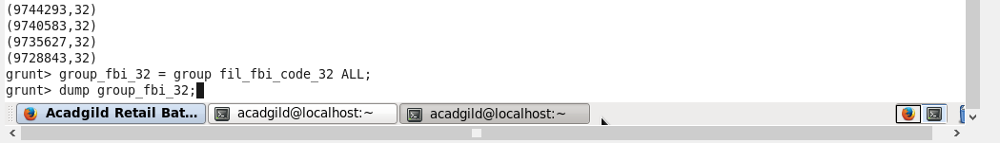 (9744293,32)
(9740583,32)
(9735627,32)
(9728843,32)
grunt> group_fbi_32 = group fil_fbi_code_32 ALL;
grunt> dump group_fbi_32;
Acadgild Retail Bat... acadgild@localhost:~ acadgild@localhost:~